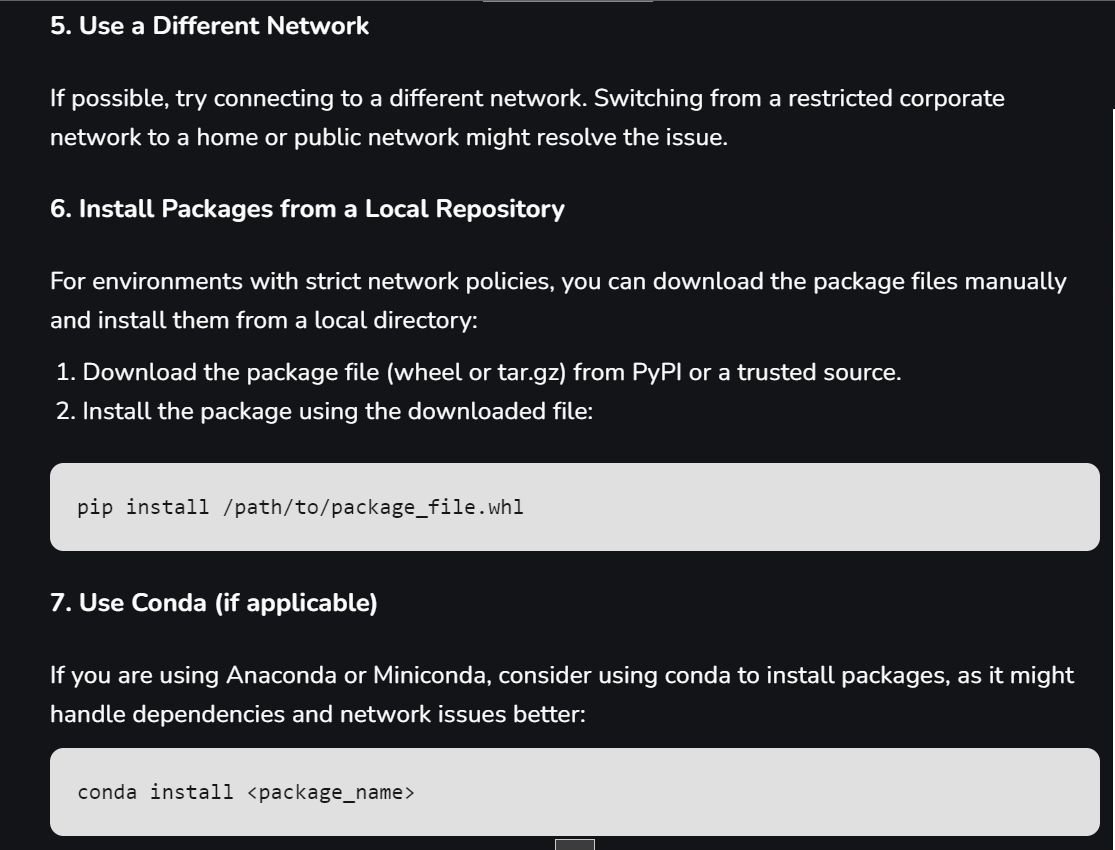 5. Use a Different Network
If possible, try connecting to a different network. Switching from a restricted corporate
network to a home or public network might resolve the issue.
6. Install Packages from a Local Repository
For environments with strict network policies, you can download the package files manually
and install them from a local directory:
1. Download the package file (wheel or tar.gz) from PyPI or a trusted source.
2. Install the package using the downloaded file:
pip install /path/to/package_file.whl
7. Use Conda (if applicable)
If you are using Anaconda or Miniconda, consider using conda to install packages, as it might
handle dependencies and network issues better:
conda install <package_name>